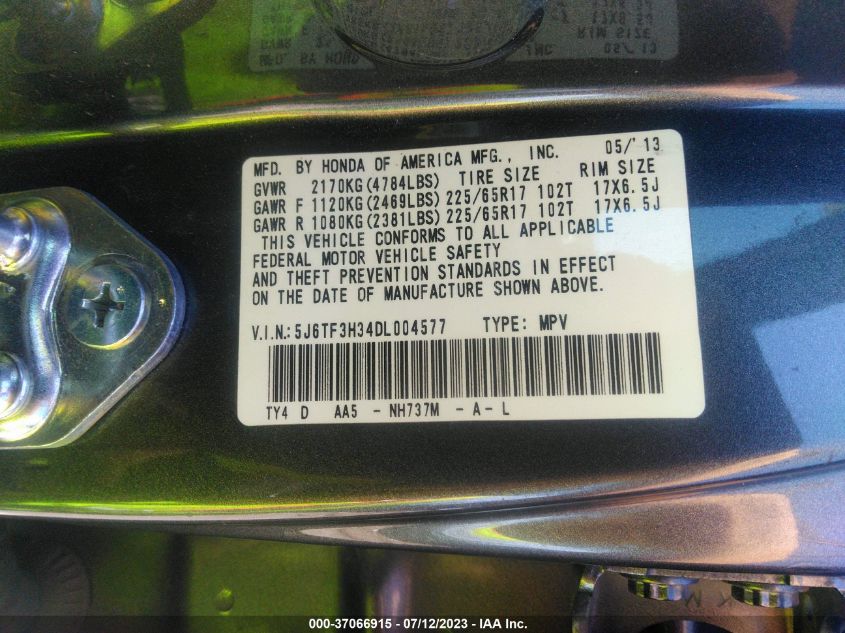 MFD. BY HONDA OF AMERICA MFG., INC. 05/'13
GVWR 2170KG(4784LBS) TIRE SIZE RIM SIZE
GAWR F 1120KG(2469LBS) 225/65R17 102T 17X6.5J
GAWR R 1080KG(2381LBS) 225/65R17 102T 17X6.5J
THIS VEHICLE CONFORMS TO ALL APPLICABLE
FEDERAL MOTOR VEHICLE SAFETY
AND THEFT PREVENTION STANDARDS IN EFFECT
ON THE DATE OF MANUFACTURE SHOWN ABOVE.
V.I.N.:5J6TF3H34DL004577 TYPE: MPV
TY4 D AA5 - NH737M - A - L
000-37066915 / 07/12/2023 - IAA Inc.